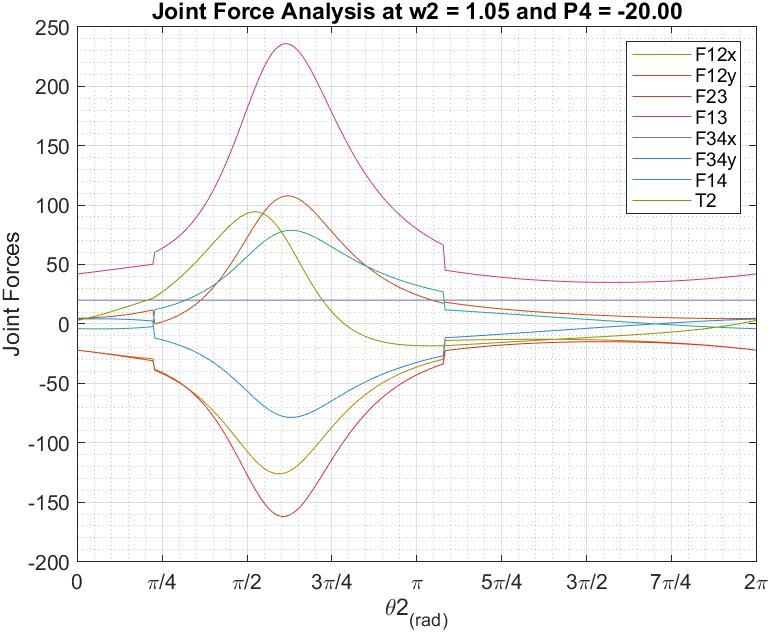 Joint Force Analysis at w2 = 1.05 and P4 = -20.00
Joint Forces
250
200
150
100
50
0
-50
-100
-150
-200
F12x
F12y
F23
F13
F34x
F34y
F14
T2
0 π/4 π/2 3π/4 π 5π/4 3π/2 7π/4 2π
θ2(rad)